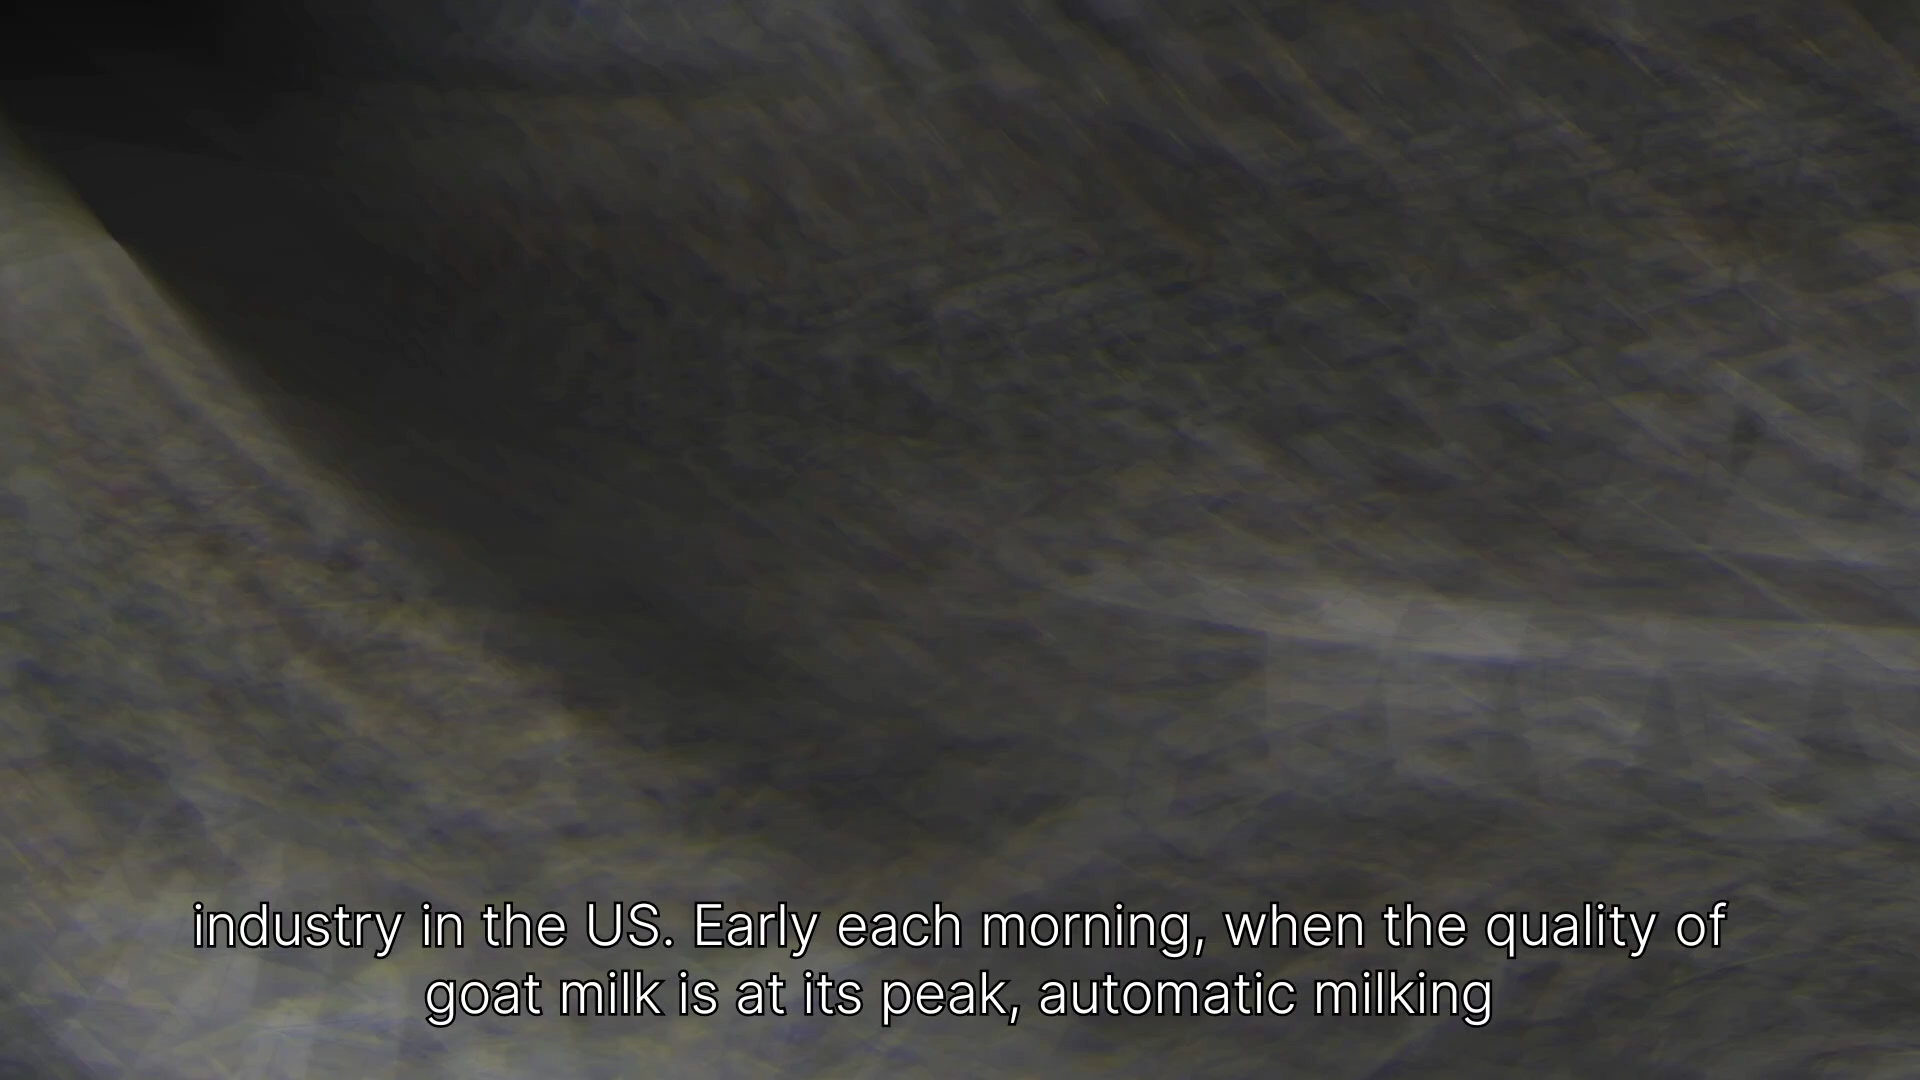 industry in the US. Early each morning, when the quality of
goat milk is at its peak, automatic milking